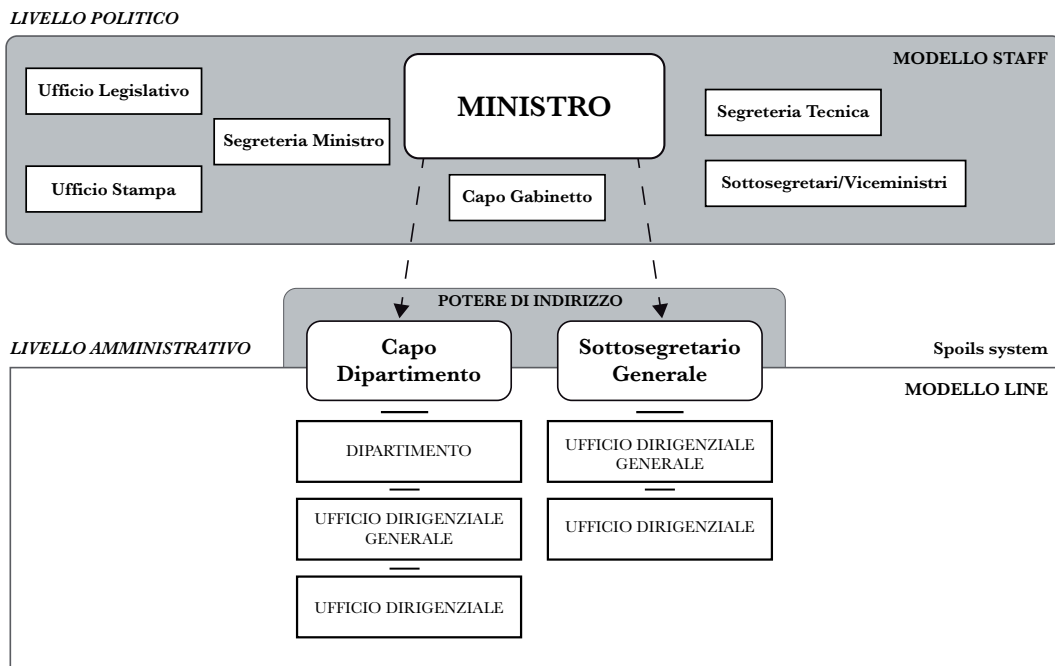 LIVELLO POLITICO
MODELLO STAFF
Ufficio Legislativo
MINISTRO
Segreteria Tecnica
Segreteria Ministro
Ufficio Stampa
Sottosegretari/Viceministri
Capo Gabinetto
POTERE DI INDIRIZZO
LIVELLO AMMINISTRATIVO
Capo
Dipartimento
Sottosegretario
Generale
Spoils system
MODELLO LINE
DIPARTIMENTO
UFFICIO DIRIGENZIALE
GENERALE
UFFICIO DIRIGENZIALE
GENERALE
UFFICIO DIRIGENZIALE
UFFICIO DIRIGENZIALE